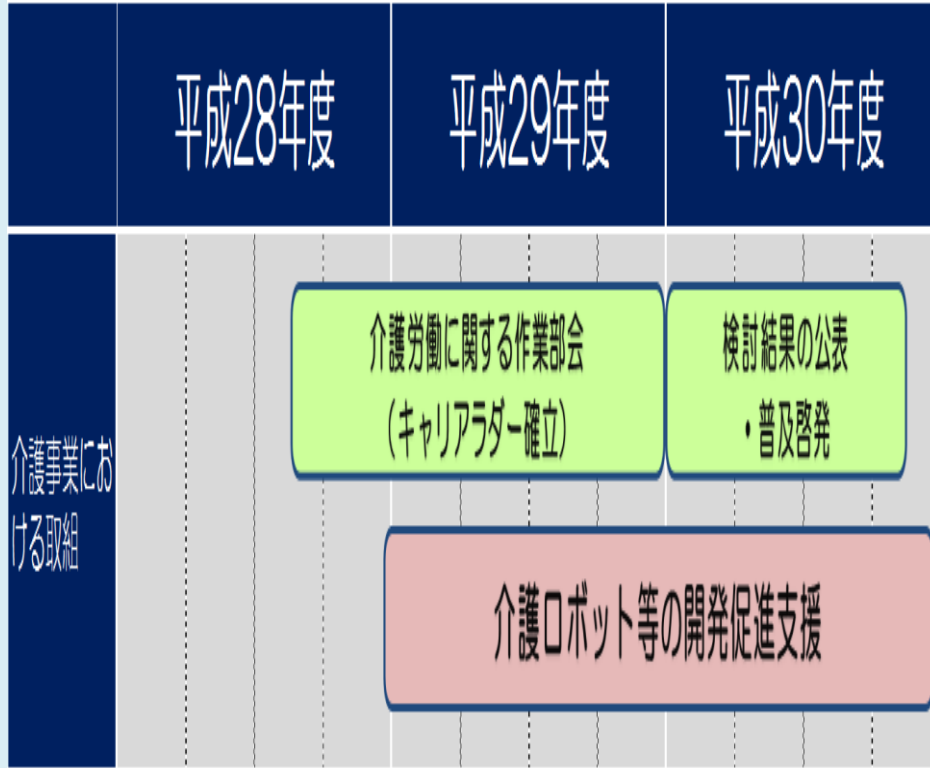 平成28年度
平成29年度
平成30年度
介護事業にお
ける取組
介護労働に関する作業部会
(キャリアラダー確立)
検討結果の公表
・普及啓発
介護ロボット等の開発促進支援